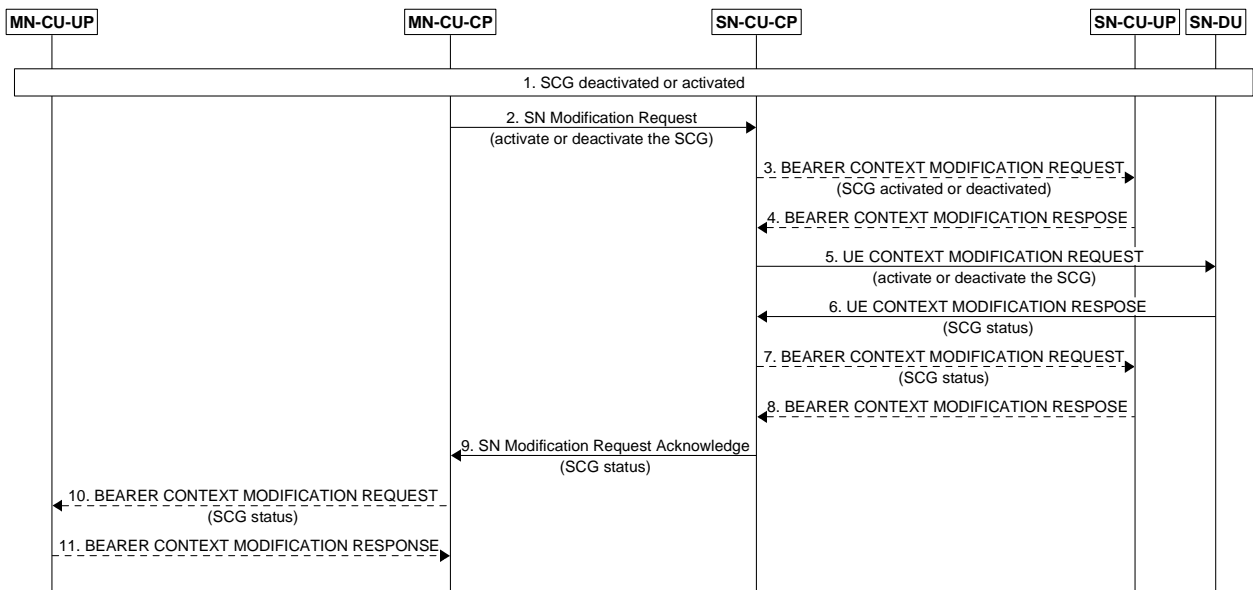 MN-CU-UP
MN-CU-CP
SN-CU-CP
SN-CU-UP
SN-DU
1. SCG deactivated or activated
2. SN Modification Request
(activate or deactivate the SCG)
3. BEARER CONTEXT MODIFICATION REQUEST
(SCG activated or deactivated)
4. BEARER CONTEXT MODIFICATION RESPOSE
5. UE CONTEXT MODIFICATION REQUEST
(activate or deactivate the SCG)
6. UE CONTEXT MODIFICATION RESPOSE
(SCG status)
7. BEARER CONTEXT MODIFICATION REQUEST
(SCG status)
8. BEARER CONTEXT MODIFICATION RESPOSE
9. SN Modification Request Acknowledge
(SCG status)
10. BEARER CONTEXT MODIFICATION REQUEST
(SCG status)
11. BEARER CONTEXT MODIFICATION RESPONSE